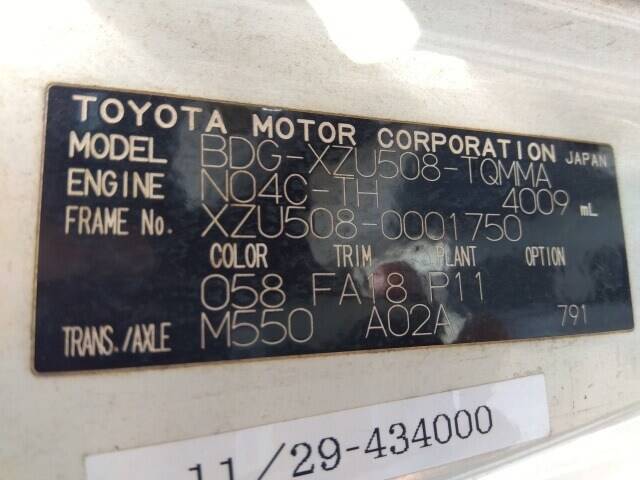 TOYOTA MOTOR CORPORATION JAPAN
MODEL BDG-XZU508-TQMMA
ENGINE N04C-TH 4009 mL
FRAME No. XZU508-0001750
COLOR TRIM PLANT OPTION
058 FA18 P11
TRANS./AXLE M550 A02A 791
11/29-434000